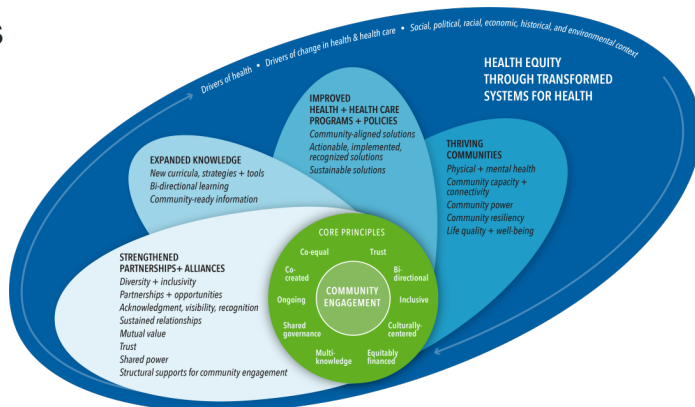 s
Drivers of health • Drivers of change in health & health care • Social, political, racial, economic, historical, and environmental context
HEALTH EQUITY
THROUGH TRANSFORMED
SYSTEMS FOR HEALTH
IMPROVED
HEALTH + HEALTH CARE
PROGRAMS + POLICIES
Community-aligned solutions
Actionable, implemented,
recognized solutions
Sustainable solutions
THRIVING
COMMUNITIES
Physical + mental health
Community capacity +
connectivity
Community power
Community resiliency
Life quality + well-being
EXPANDED KNOWLEDGE
New curricula, strategies + tools
Bi-directional learning
Community-ready information
STRENGTHENED
PARTNERSHIPS+ ALLIANCES
Diversity + inclusivity
Partnerships + opportunities
Acknowledgment, visibility, recognition
Sustained relationships
Mutual value
Trust
Shared power
Structural supports for community engagement
CORE PRINCIPLES
Co-equal
Trust
Co-
created
Bi-
directional
Ongoing
COMMUNITY
ENGAGEMENT
Inclusive
Shared
governance
Culturally-
centered
Multi-
knowledge
Equitably
financed